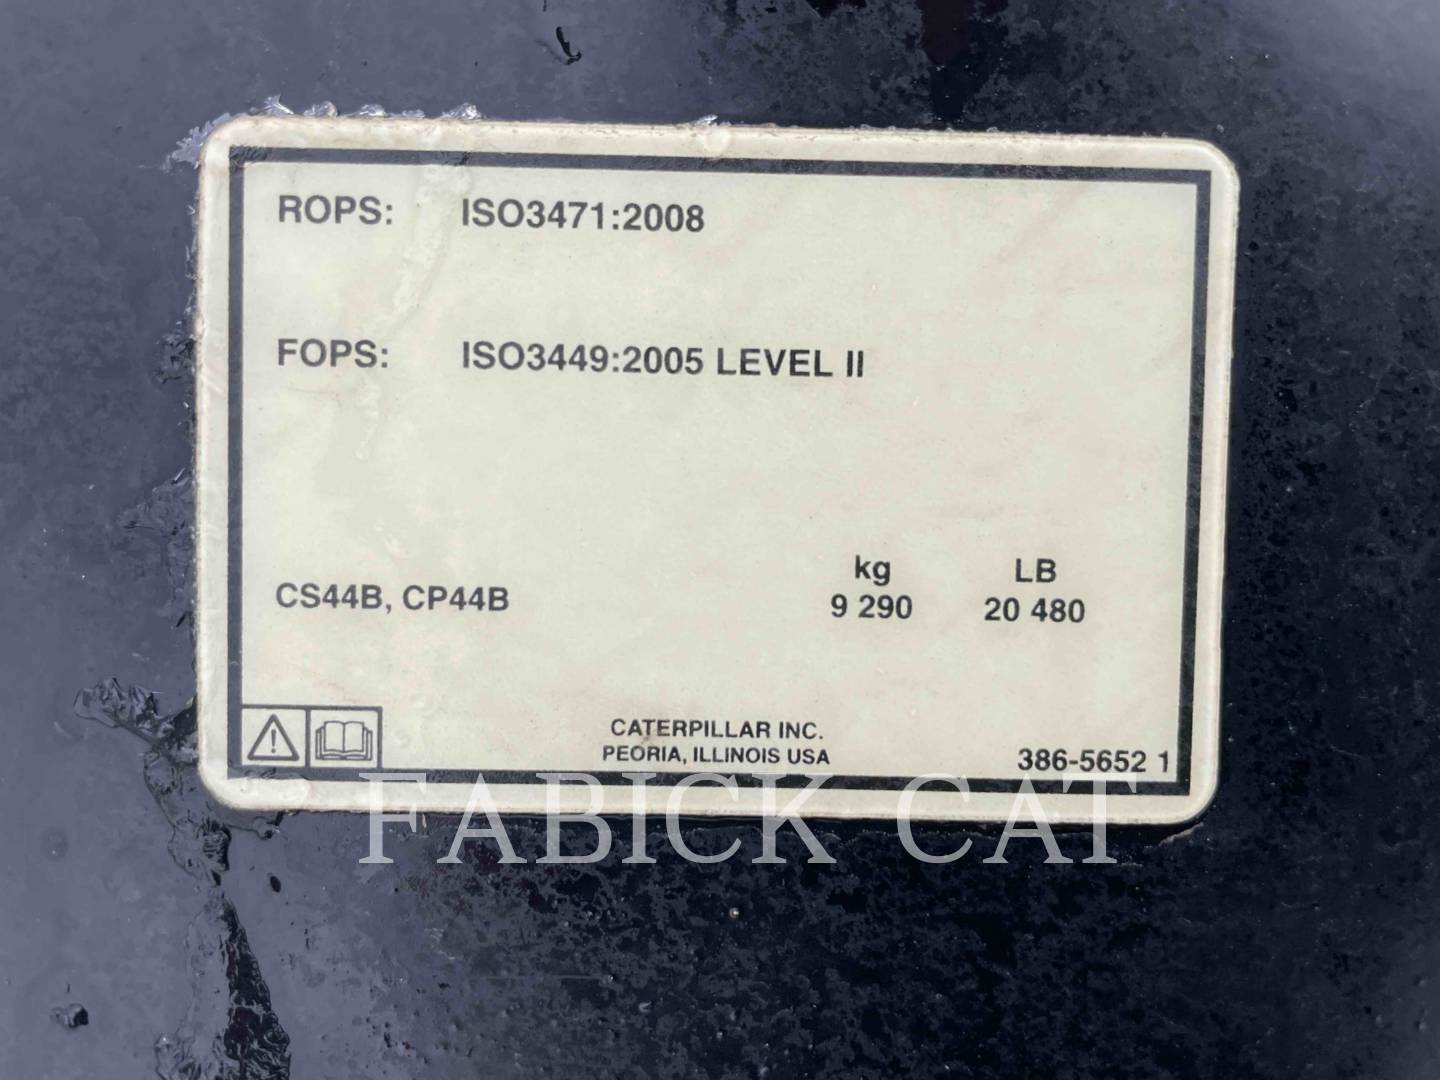 ROPS: ISO3471:2008
FOPS: ISO3449:2005 LEVEL II
kg LB
CS44B, CP44B 9 290 20 480
CATERPILLAR INC.
PEORIA, ILLINOIS USA
386-5652 1
FABICK CAT